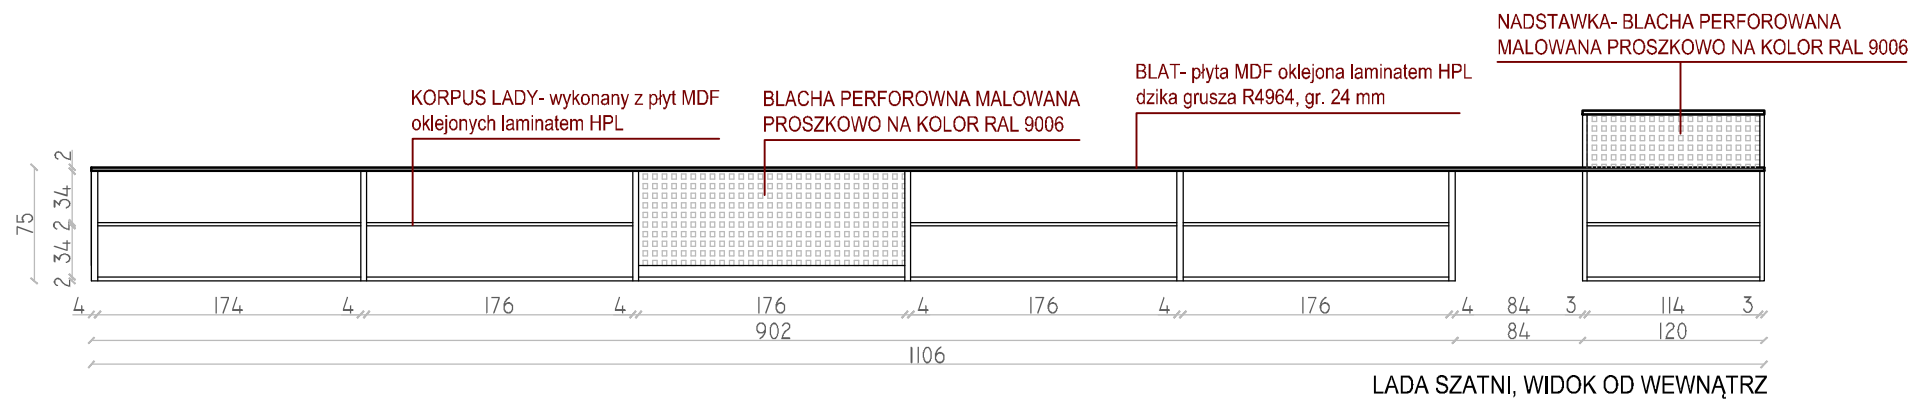 NADSTAWKA- BLACHA PERFOROWANA
MALOWANA PROSZKOWO NA KOLOR RAL 9006
BLAT- płyta MDF oklejona laminatem HPL
dzika grusza R4964, gr. 24 mm
KORPUS LADY- wykonany z płyt MDF
oklejonych laminatem HPL
BLACHA PERFOROWNA MALOWANA
PROSZKOWO NA KOLOR RAL 9006
75
2
34
2
34
2
4 174 4 176 4 176 4 176 4 176 4 84 3 114 3
902 84 120
1106
LADA SZATNI, WIDOK OD WEWNĄTRZ